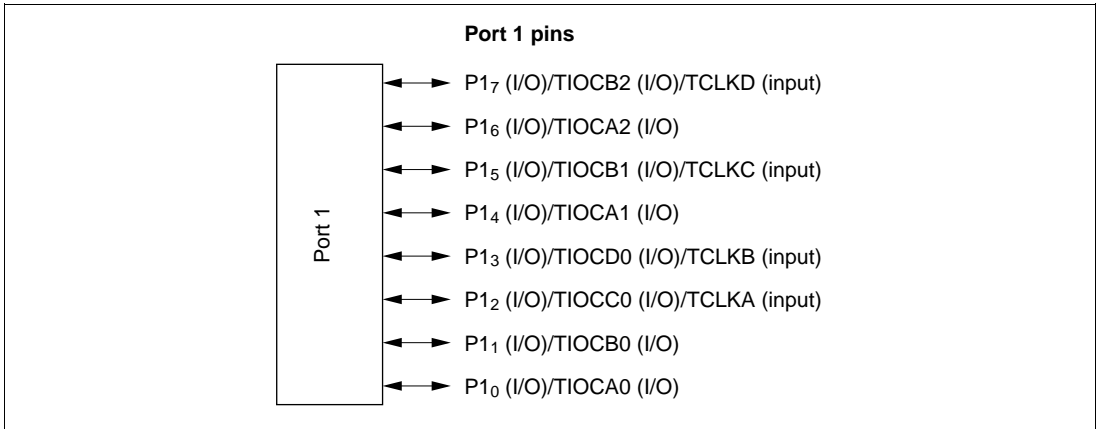 Port 1 pins
P1₇ (I/O)/TIOCB2 (I/O)/TCLKD (input)
P1₆ (I/O)/TIOCA2 (I/O)
P1₅ (I/O)/TIOCB1 (I/O)/TCLKC (input)
P1₄ (I/O)/TIOCA1 (I/O)
P1₃ (I/O)/TIOCD0 (I/O)/TCLKB (input)
P1₂ (I/O)/TIOCC0 (I/O)/TCLKA (input)
P1₁ (I/O)/TIOCB0 (I/O)
P1₀ (I/O)/TIOCA0 (I/O)
Port 1